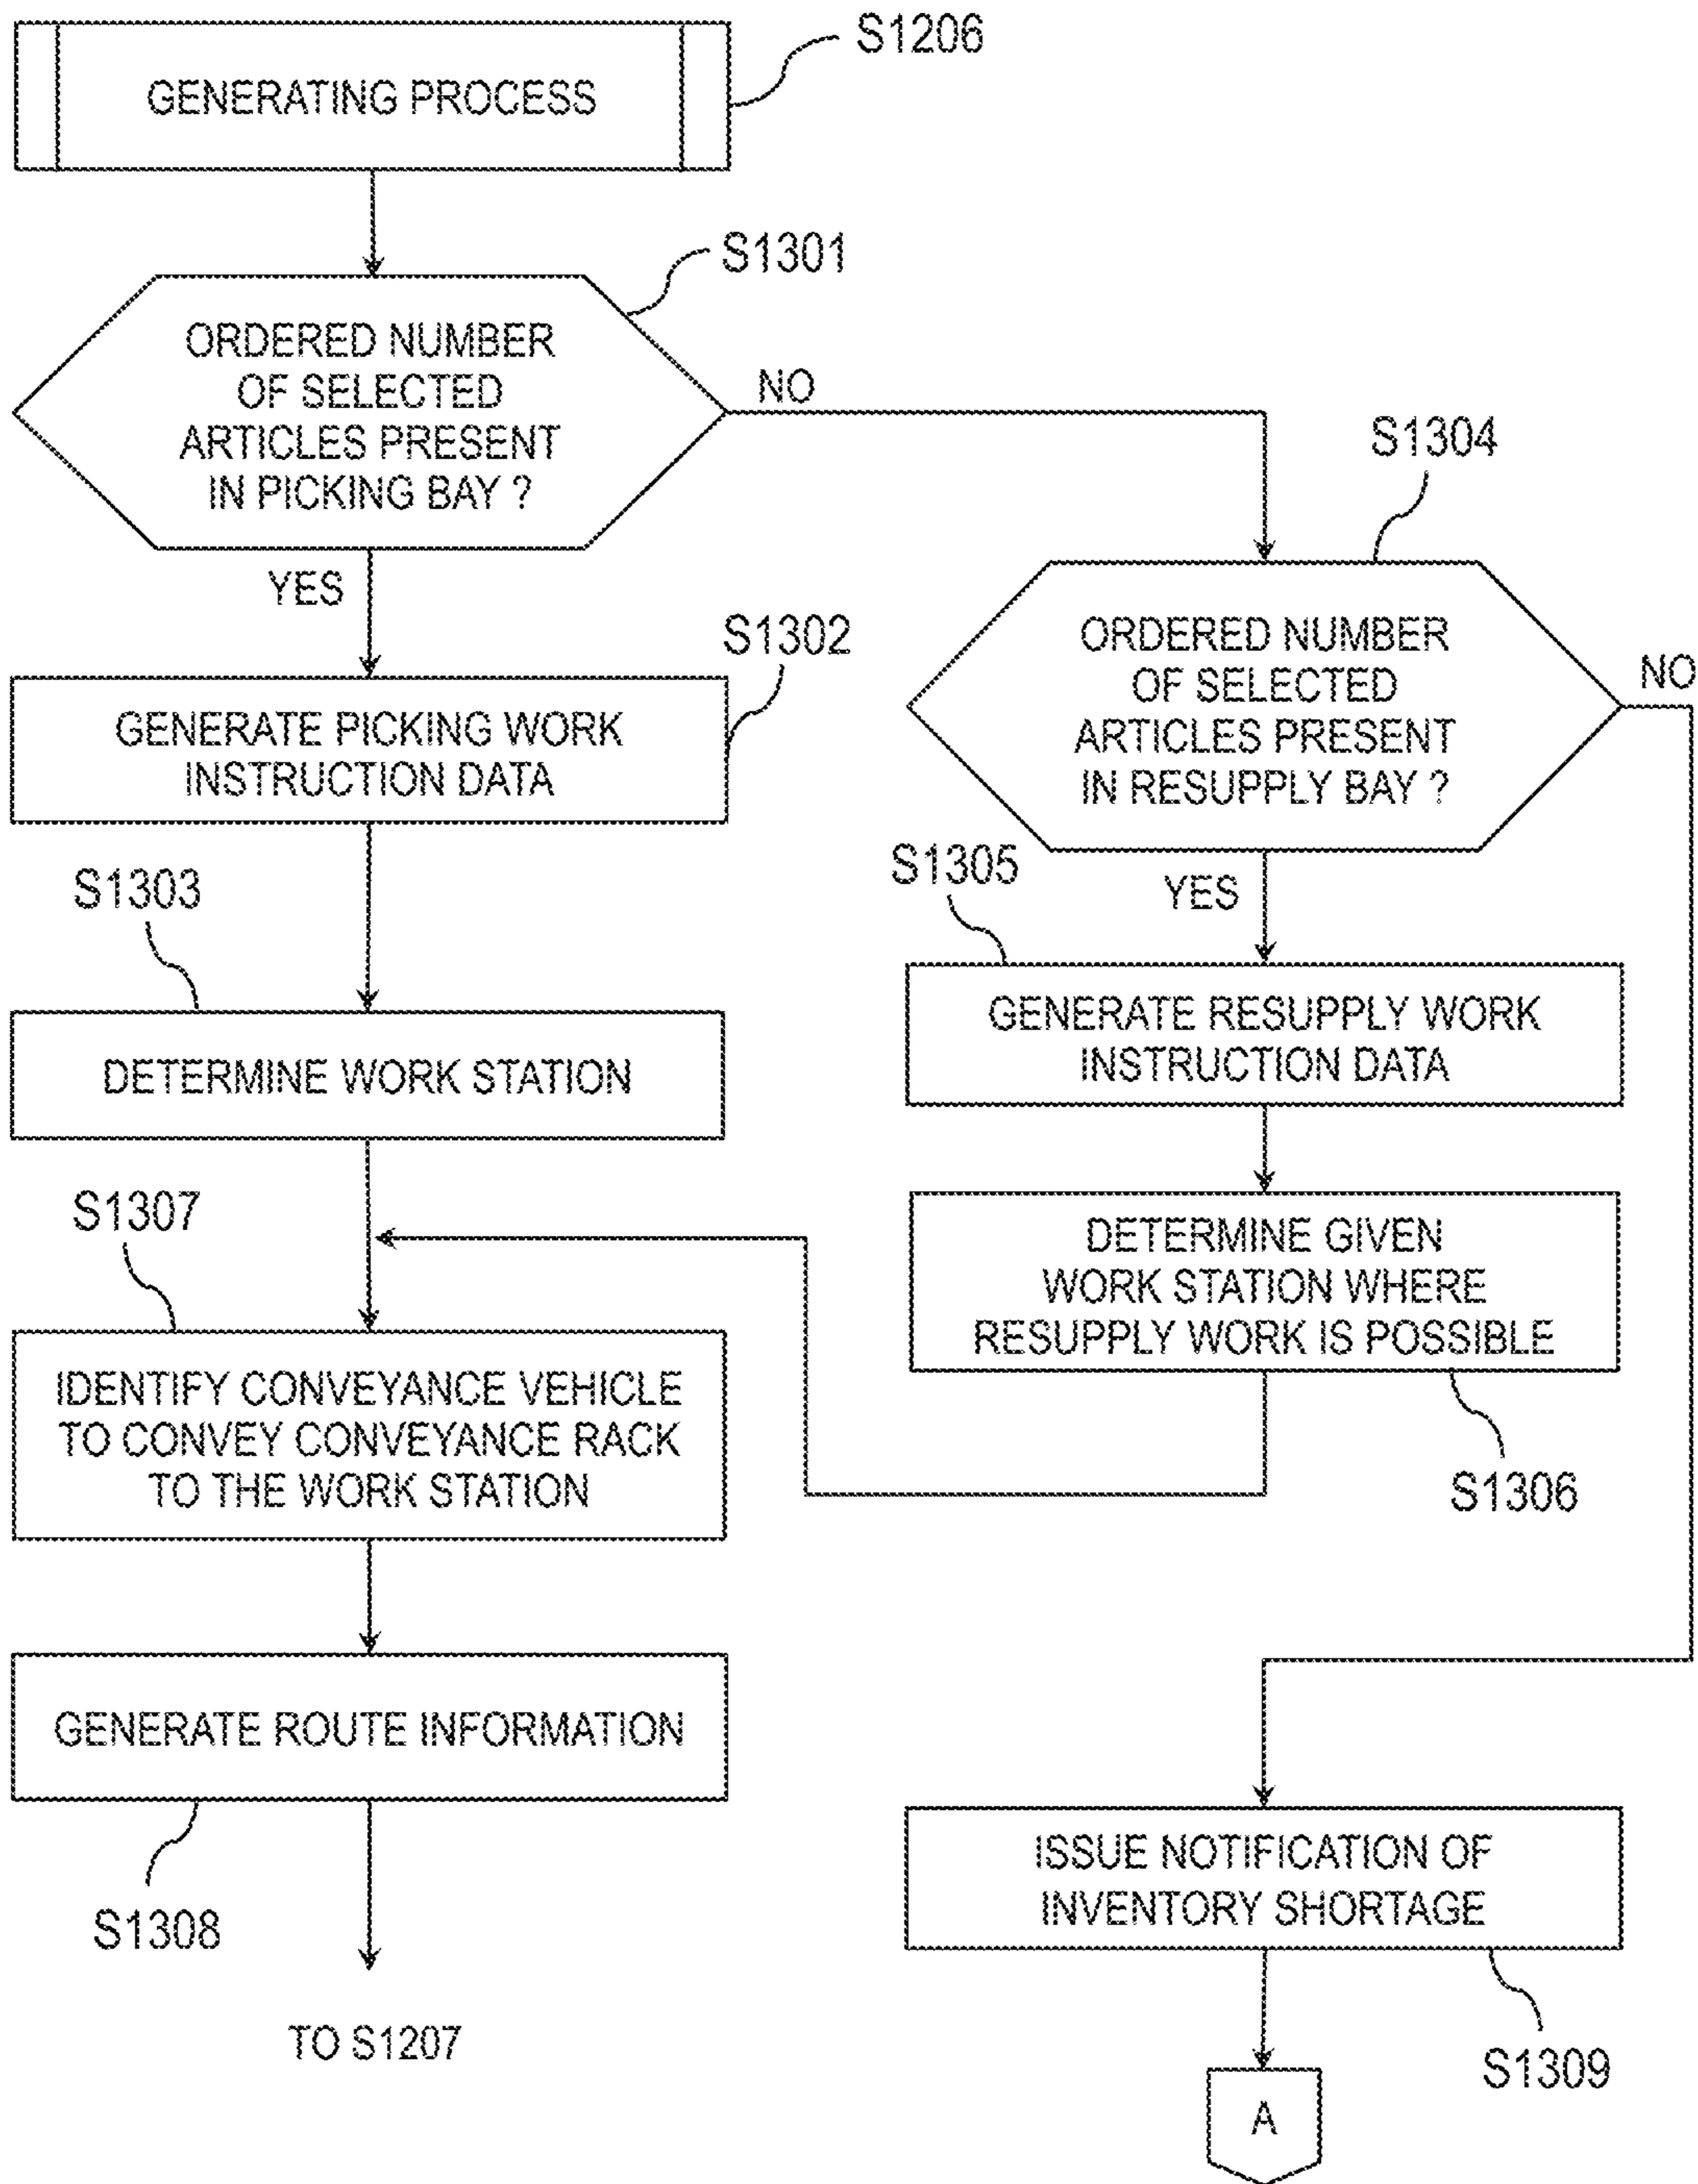 S1206
GENERATING PROCESS
S1301
ORDERED NUMBER
OF SELECTED
ARTICLES PRESENT
IN PICKING BAY ?
NO
YES
S1304
ORDERED NUMBER
OF SELECTED
ARTICLES PRESENT
IN RESUPPLY BAY ?
NO
YES
S1302
GENERATE PICKING WORK
INSTRUCTION DATA
S1303
DETERMINE WORK STATION
S1305
GENERATE RESUPPLY WORK
INSTRUCTION DATA
DETERMINE GIVEN
WORK STATION WHERE
RESUPPLY WORK IS POSSIBLE
S1306
S1307
IDENTIFY CONVEYANCE VEHICLE
TO CONVEY CONVEYANCE RACK
TO THE WORK STATION
GENERATE ROUTE INFORMATION
S1308
TO S1207
ISSUE NOTIFICATION OF
INVENTORY SHORTAGE
S1309
A